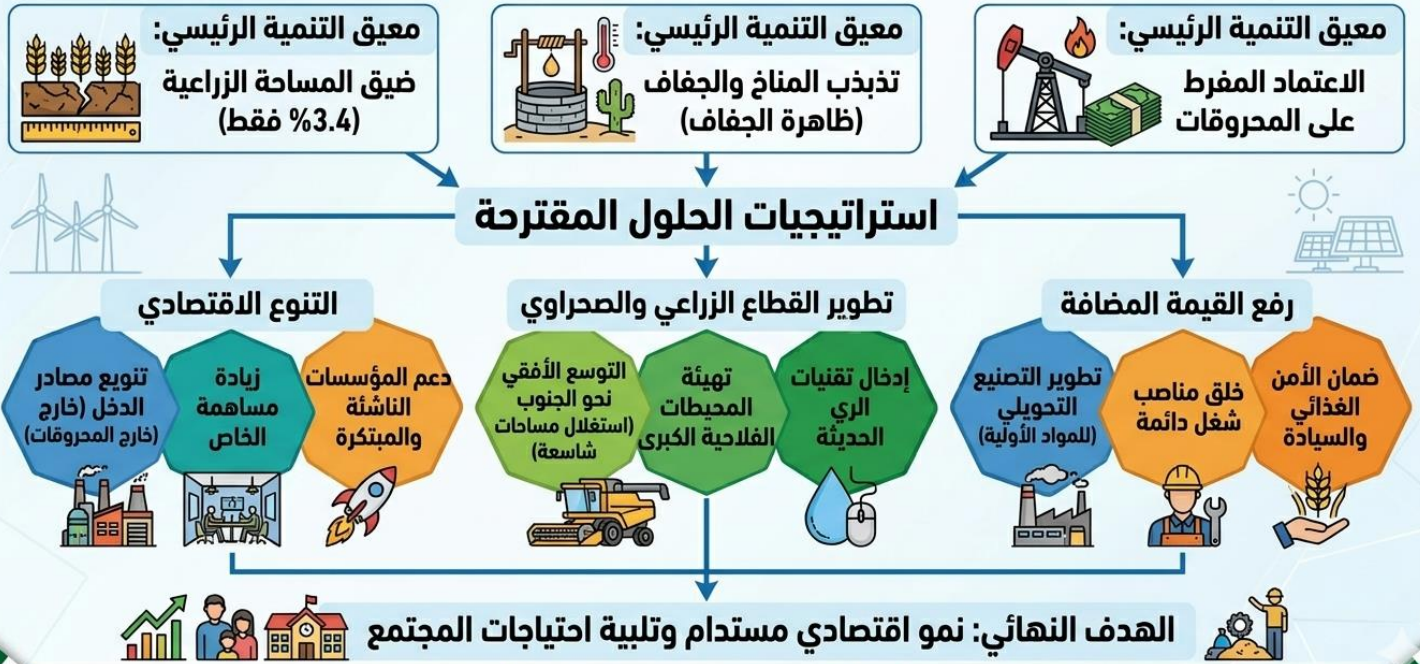 معيق التنمية الرئيسي:
الاعتماد المفرط
على المحروقات
معيق التنمية الرئيسي:
تذبذب المناخ والجفاف
(ظاهرة الجفاف)
معيق التنمية الرئيسي:
ضيق المساحة الزراعية
(3.4% فقط)
استراتيجيات الحلول المقترحة
رفع القيمة المضافة
ضمان الأمن
الغذائي
والسيادة
خلق مناصب
شغل دائمة
تطوير التصنيع
التحويلي
(للمواد الأولية)
تطوير القطاع الزراعي والصحراوي
إدخال تقنيات
الري
الحديثة
تهيئة
المحيطات
الفلاحية الكبرى
التوسع الأفقي
نحو الجنوب
(استغلال مساحات
شاسعة)
التنوع الاقتصادي
دعم المؤسسات
الناشئة
والمبتكرة
زيادة
مساهمة
الخاص
تنويع مصادر
الدخل (خارج
(خارج المحروقات)
الهدف النهائي: نمو اقتصادي مستدام وتلبية احتياجات المجتمع